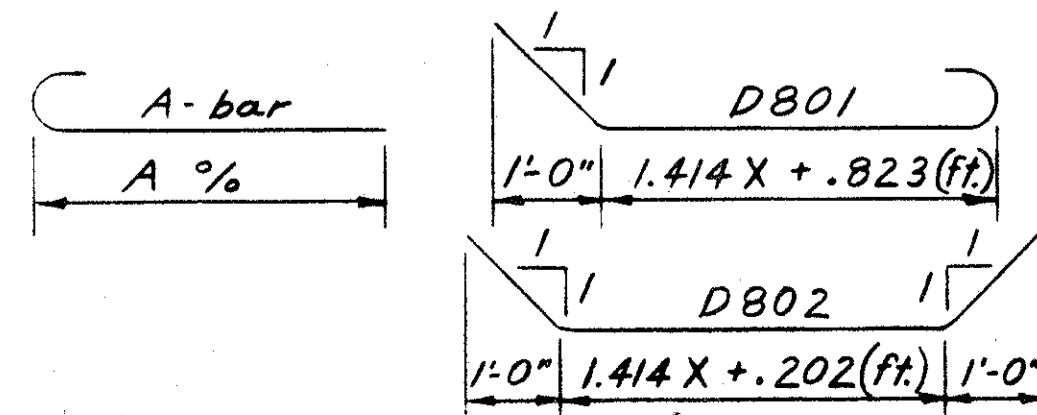 1
1
A-bar
D801
A %
1'-0" 1.414 X + .823 (ft.)
1
1
1
D802
1
1'-0" 1.414 X + .202 (ft.) 1'-0"